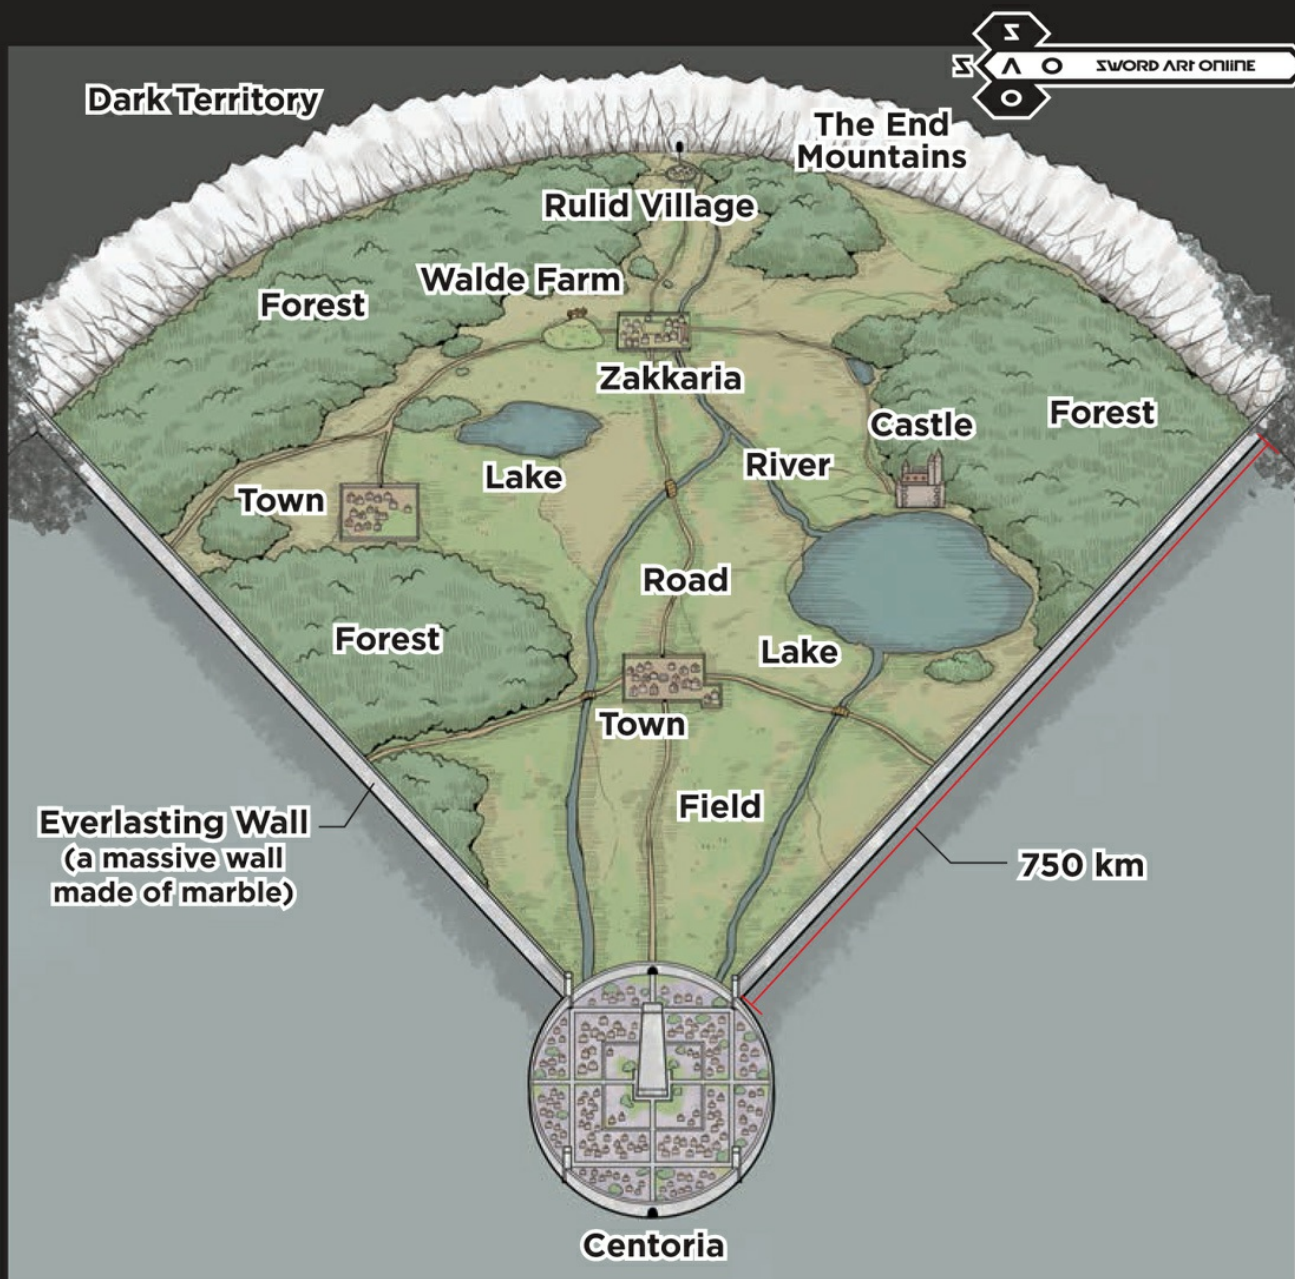 SAO SWORD ART ONLINE
Dark Territory
The End
Mountains
Rulid Village
Walde Farm
Forest
Zakkaria
Forest
Castle
River
Lake
Town
Road
Forest
Lake
Town
Field
Everlasting Wall
(a massive wall
made of marble)
750 km
Centoria